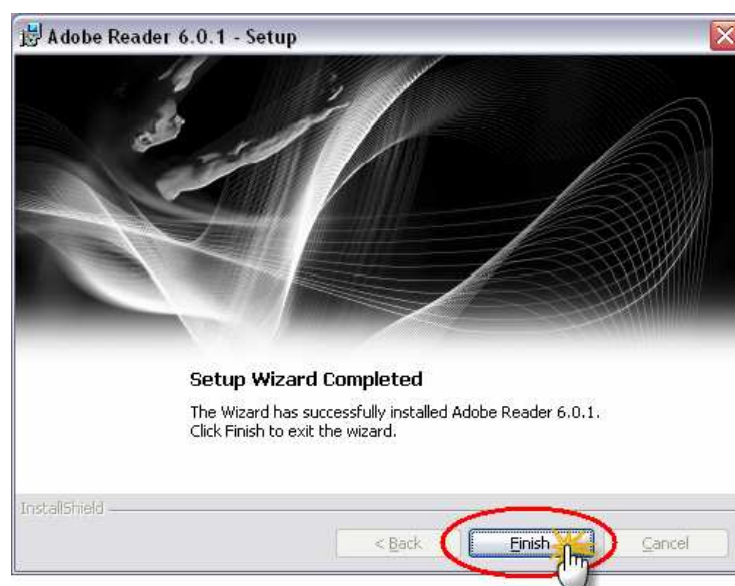 Adobe Reader 6.0.1 - Setup
Setup Wizard Completed
The Wizard has successfully installed Adobe Reader 6.0.1.
Click Finish to exit the wizard.
InstallShield
< Back Finish Cancel